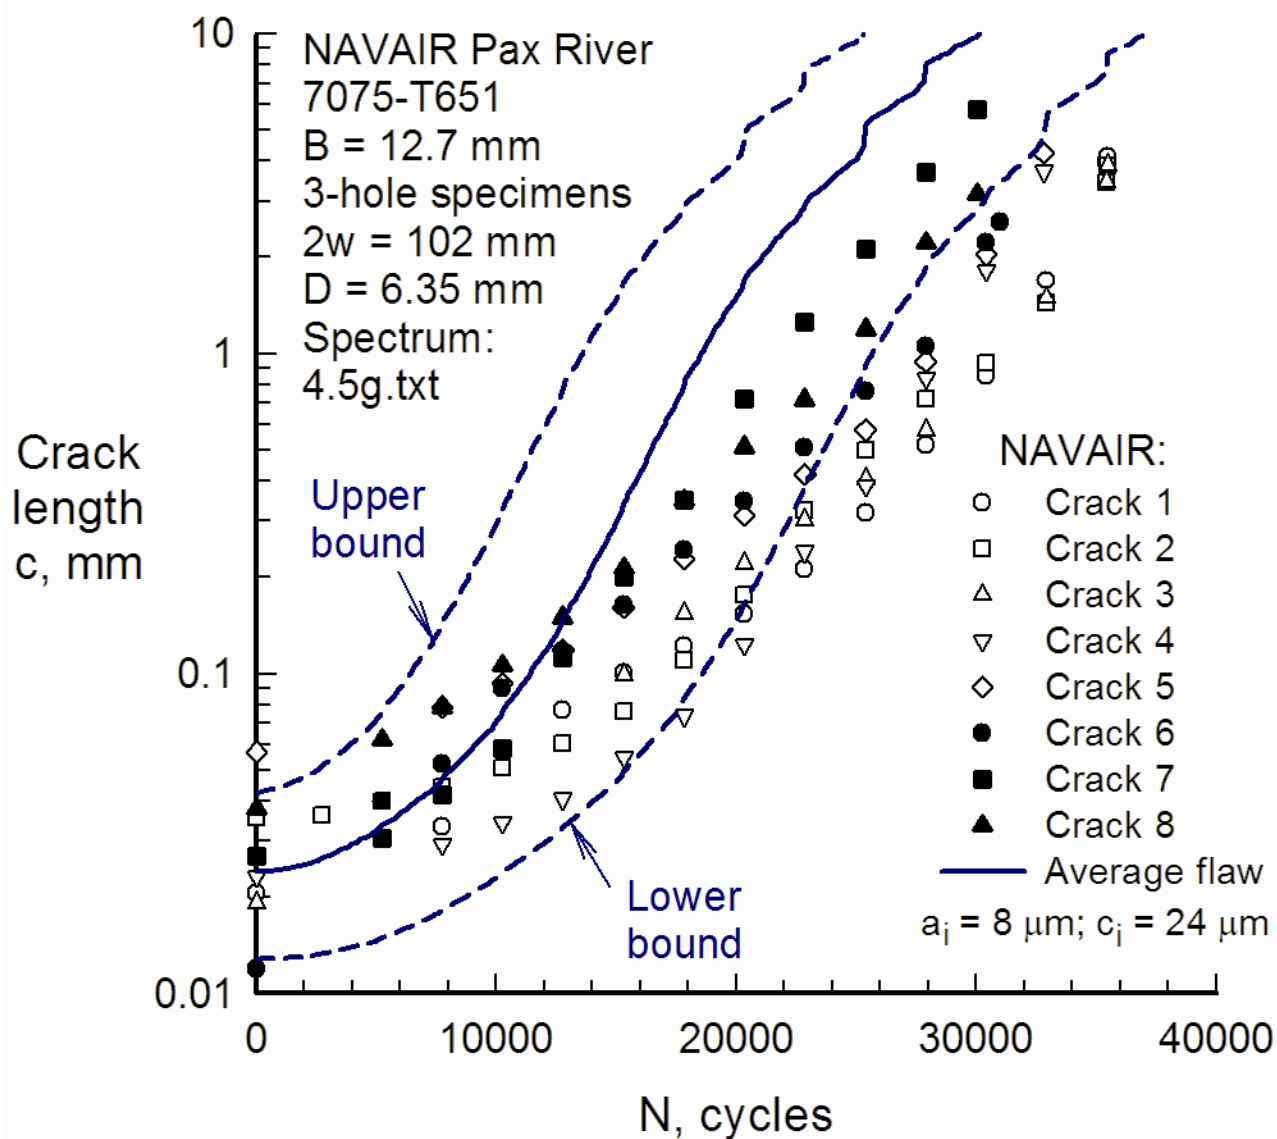 10
1
0.1
0.01
Crack
length
c, mm
NAVAIR Pax River
7075-T651
B = 12.7 mm
3-hole specimens
2w = 102 mm
D = 6.35 mm
Spectrum:
4.5g.txt
Upper
bound
Lower
bound
NAVAIR:
Crack 1
Crack 2
Crack 3
Crack 4
Crack 5
Crack 6
Crack 7
Crack 8
Average flaw
aᵢ = 8 μm; cᵢ = 24 μm
0 10000 20000 30000 40000
N, cycles